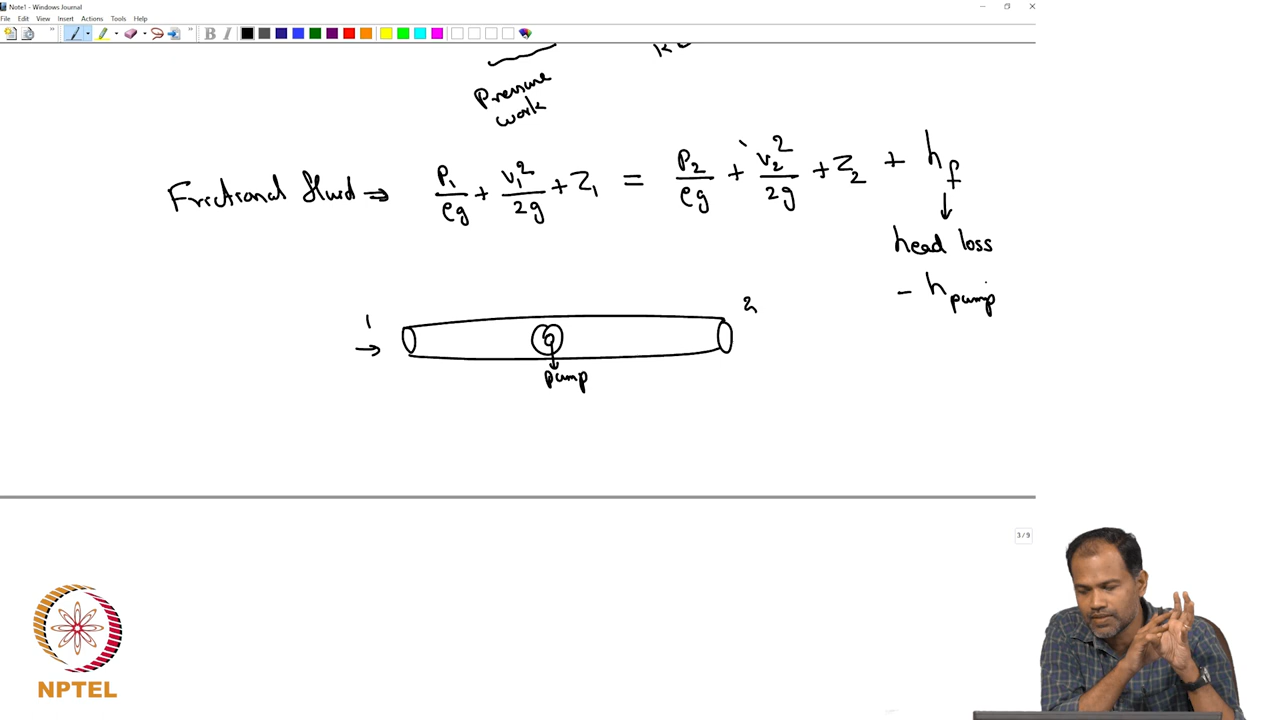 Note1 - Windows Journal
File Edit View Insert Actions Tools Help
B I
Pressure
work
Frictional fluid ⇒ P₁/ρg + v₁²/2g + Z₁ = P₂/ρg + v₂²/2g + Z₂ + h_f
head loss
- h_pump
1
2
pump
3 / 9
NPTEL